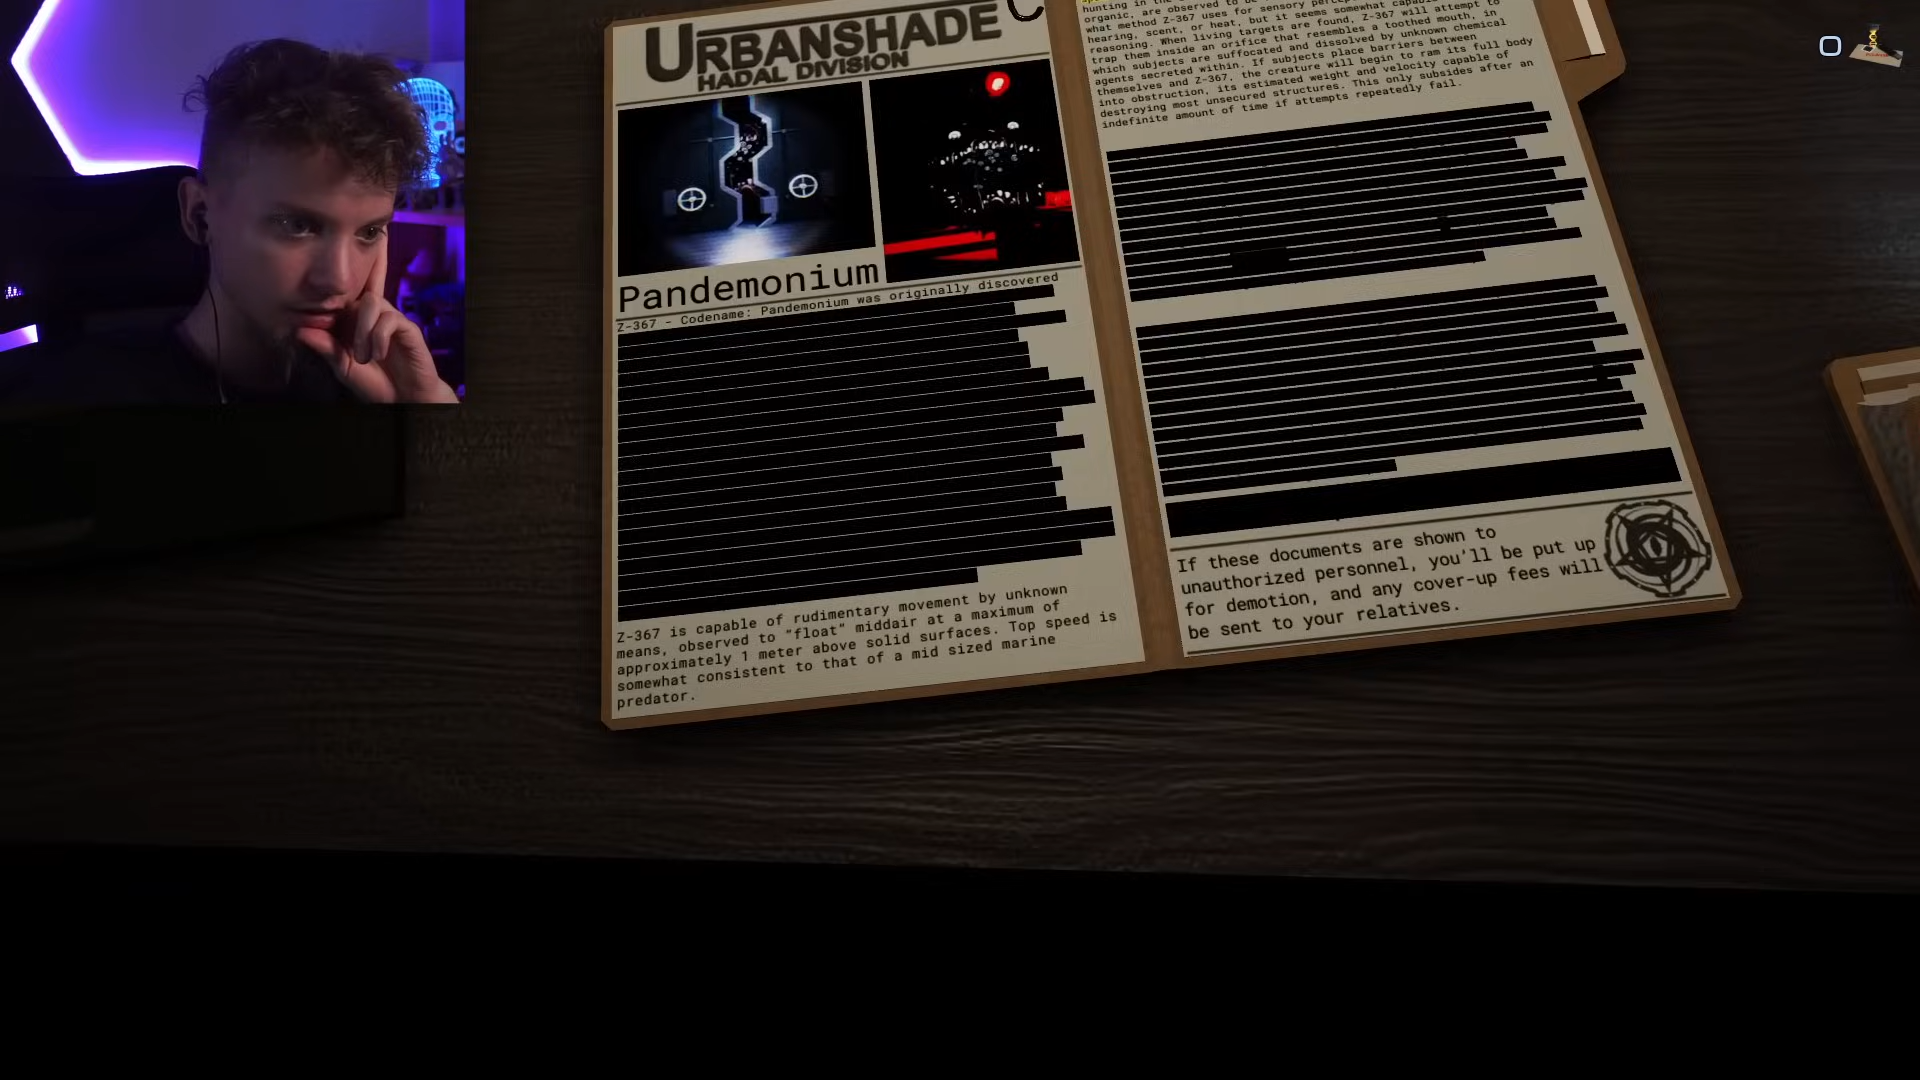 URBANSHADE
HADAL DIVISION
Pandemonium
Z-367 - Codename: Pandemonium was originally discovered
Z-367 is capable of rudimentary movement by unknown
means, observed to "float" middair at a maximum of
approximately 1 meter above solid surfaces. Top speed is
somewhat consistent to that of a mid sized marine
predator.
hunting in the
organic, are observed to be
what method Z-367 uses for sensory
hearing, scent, or heat, but it seems somewhat
reasoning. When living targets are found, Z-367 will attempt to
trap them inside an orifice that resembles a toothed mouth, in
which subjects are suffocated and dissolved by unknown chemical
agents secreted within. If subjects place barriers between
themselves and Z-367, the creature will begin to ram its full body
into obstruction, its estimated weight and velocity capable of
destroying most unsecured structures. This only subsides after an
indefinite amount of time if attempts repeatedly fail.
If these documents are shown to
unauthorized personnel, you'll be put up
for demotion, and any cover-up fees will
be sent to your relatives.